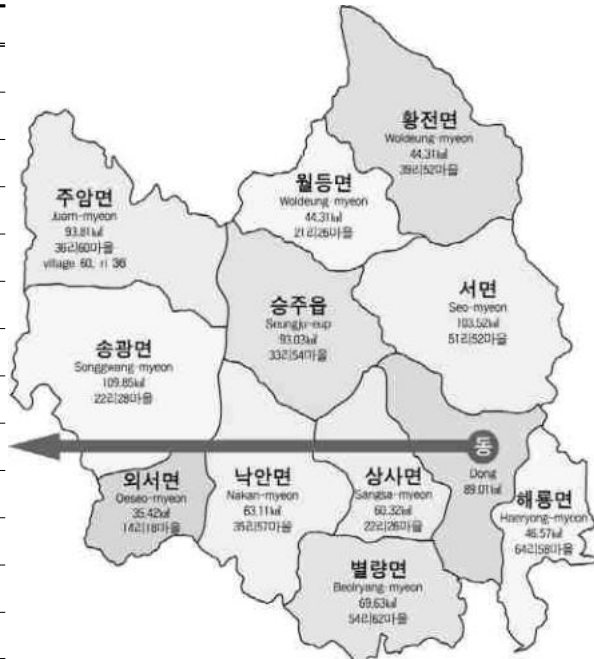 황전면
Woldeung-myeon
44.31㎢
39리52마을
월등면
Woldeung-myeon
44.31㎢
21리26마을
주암면
Juam-myeon
93.81㎢
36리60마을
village 60, ri 36
승주읍
Seungju-eup
93.03㎢
33리54마을
서면
Seo-myeon
103.52㎢
51리52마을
송광면
Songgwang-myeon
109.85㎢
22리28마을
동
Dong
89.01㎢
외서면
Oeseo-myeon
35.42㎢
14리18마을
낙안면
Nakan-myeon
63.11㎢
35리57마을
상사면
Sangsa-myeon
60.32㎢
22리26마을
해룡면
Haeryong-myeon
46.57㎢
64리58마을
별량면
Beolryang-myeon
69.63㎢
54리62마을